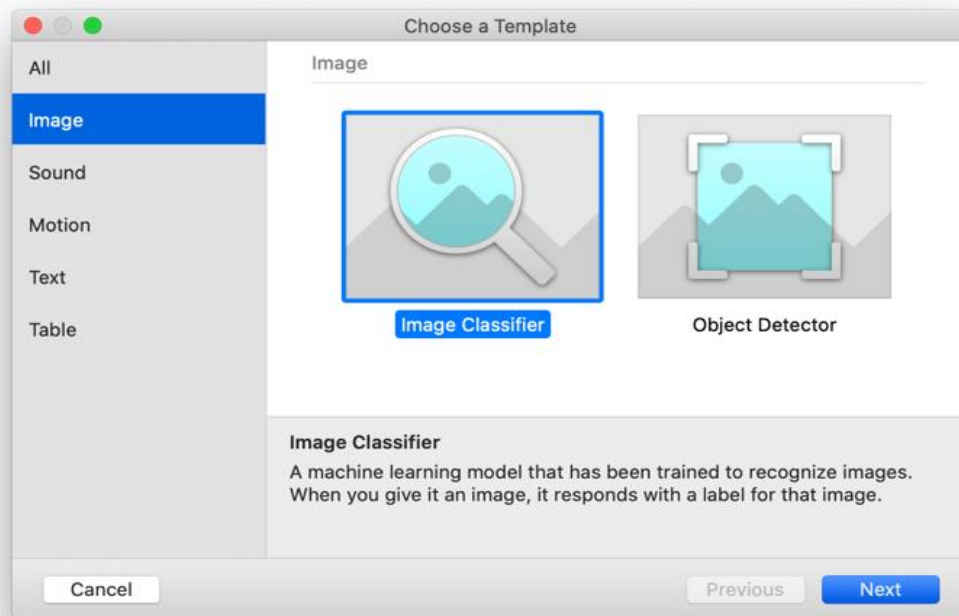 Choose a Template
All
Image
Sound
Motion
Text
Table
Image
Image Classifier
Object Detector
Image Classifier
A machine learning model that has been trained to recognize images.
When you give it an image, it responds with a label for that image.
Cancel
Previous
Next